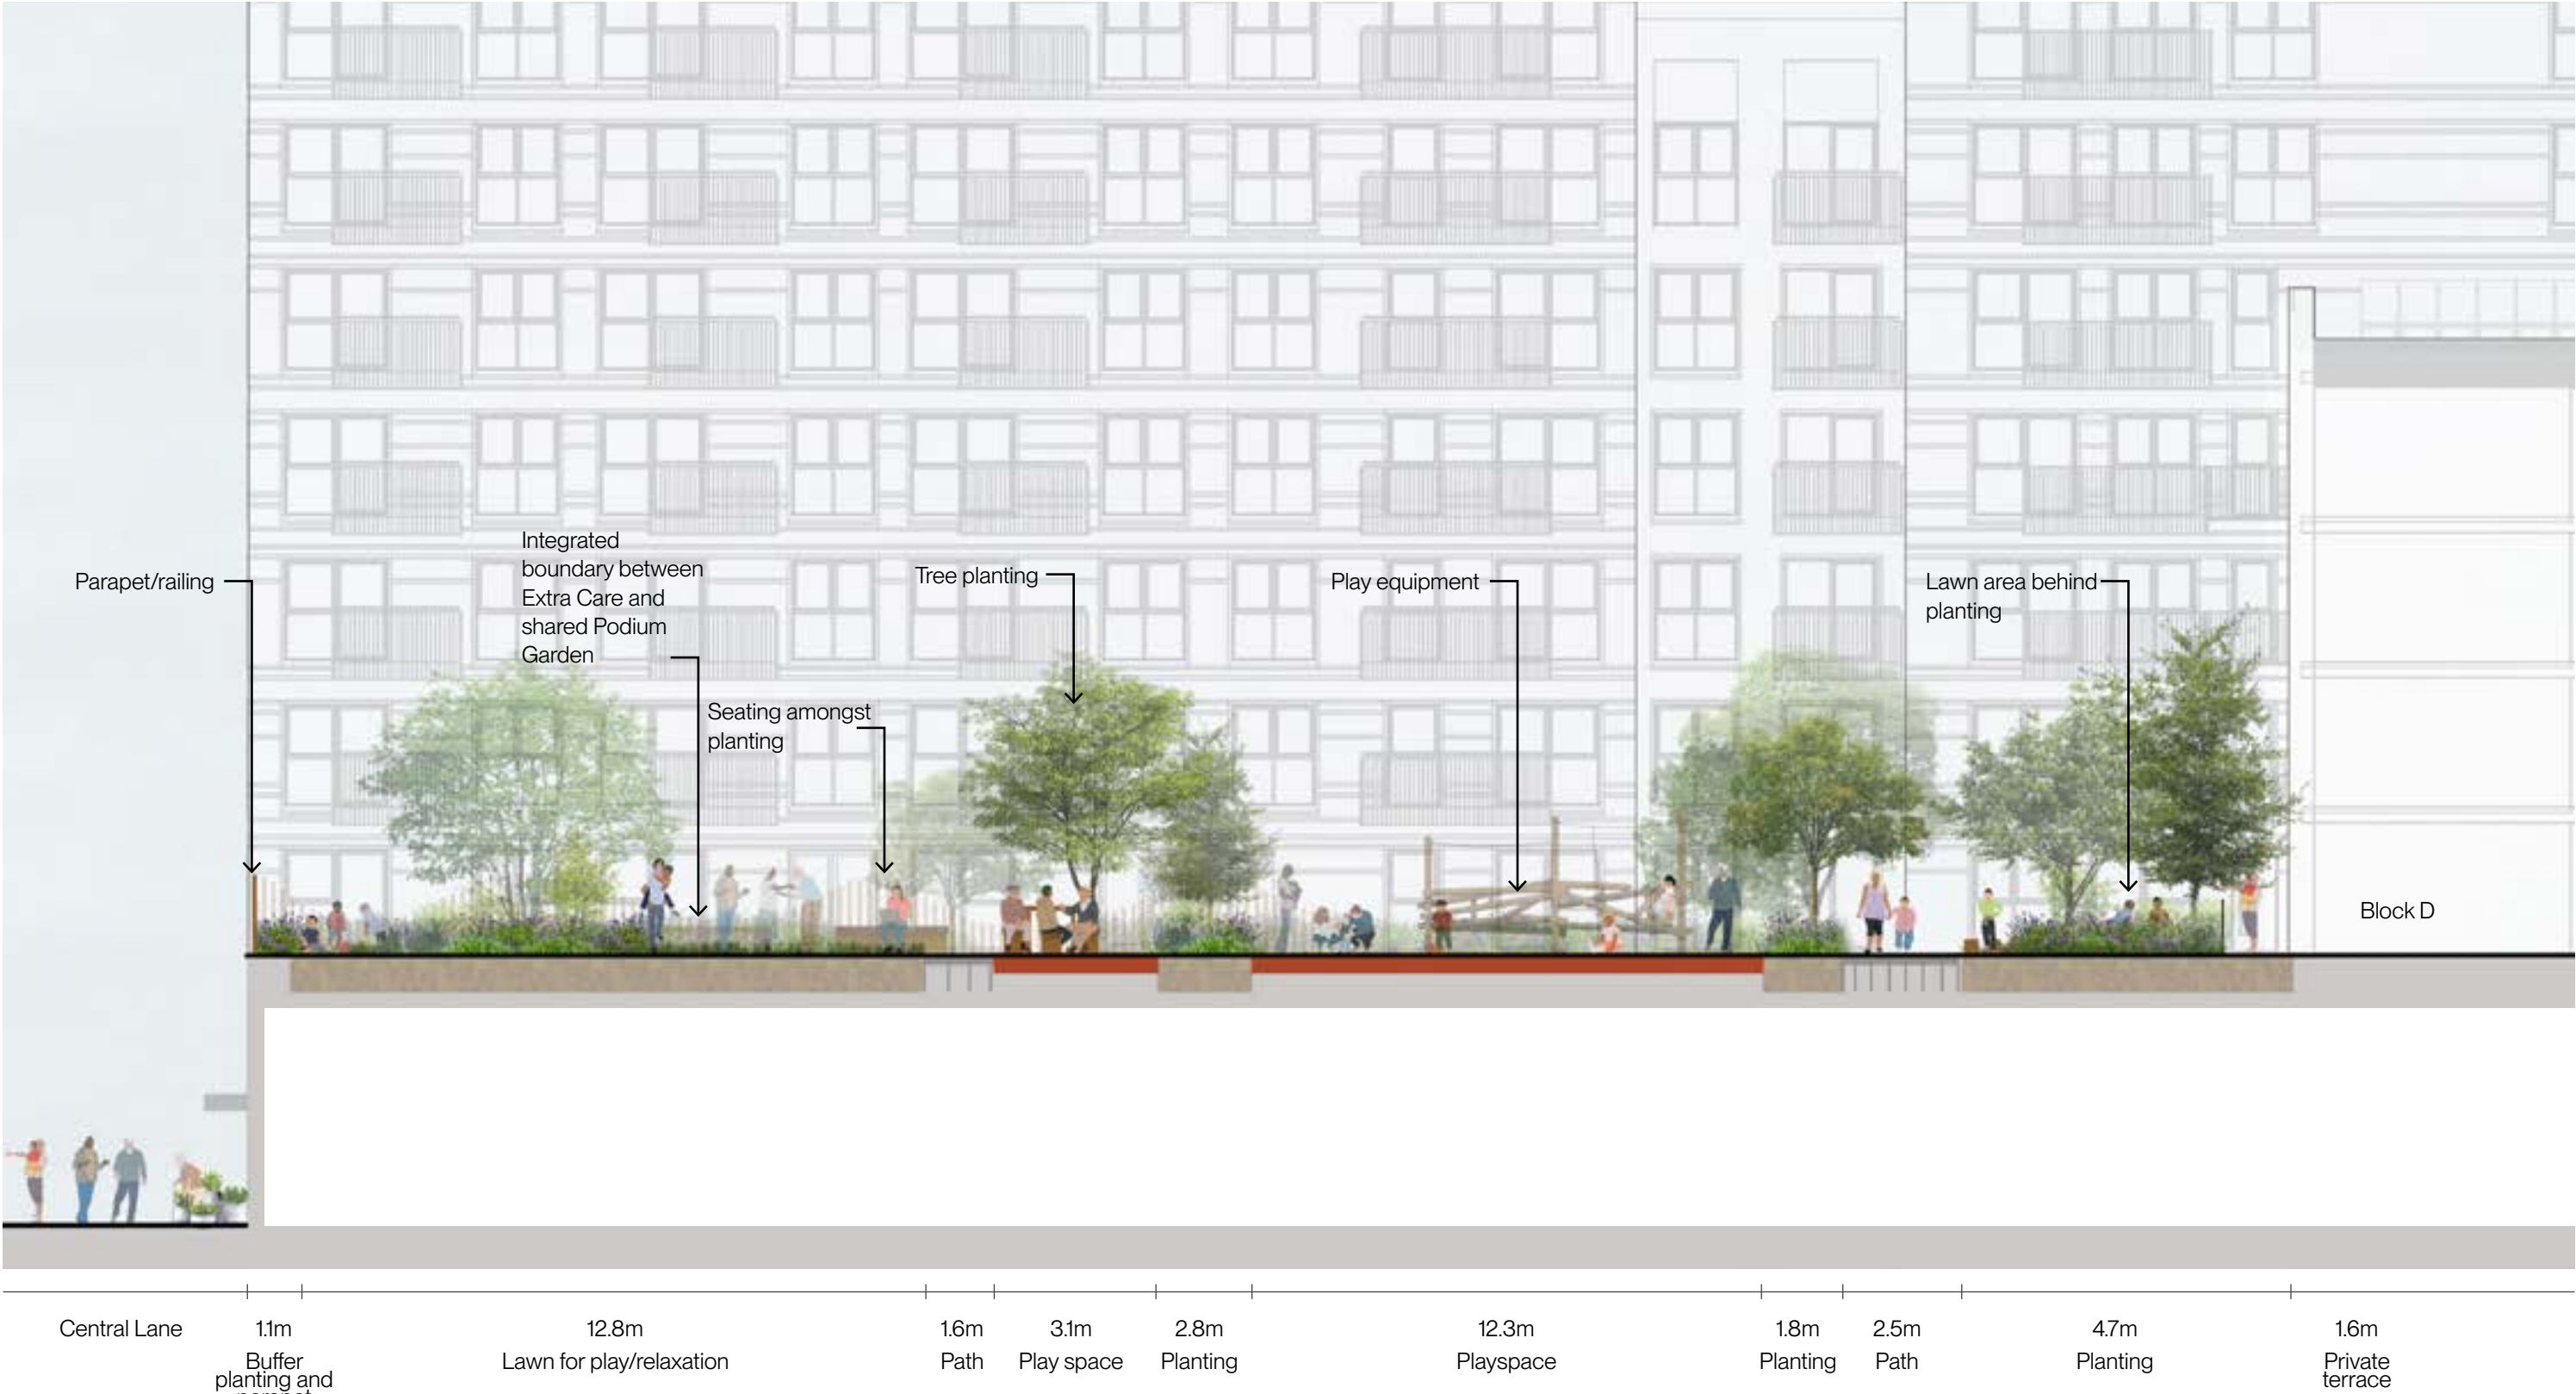 Integrated
boundary between
Extra Care and
shared Podium
Garden
Parapet/railing
Tree planting
Play equipment
Lawn area behind
planting
Seating amongst
planting
Block D
Central Lane
1.1m
Buffer
planting and
12.8m
Lawn for play/relaxation
1.6m
Path
3.1m
Play space
2.8m
Planting
12.3m
Playspace
1.8m
Planting
2.5m
Path
4.7m
Planting
1.6m
Private
terrace